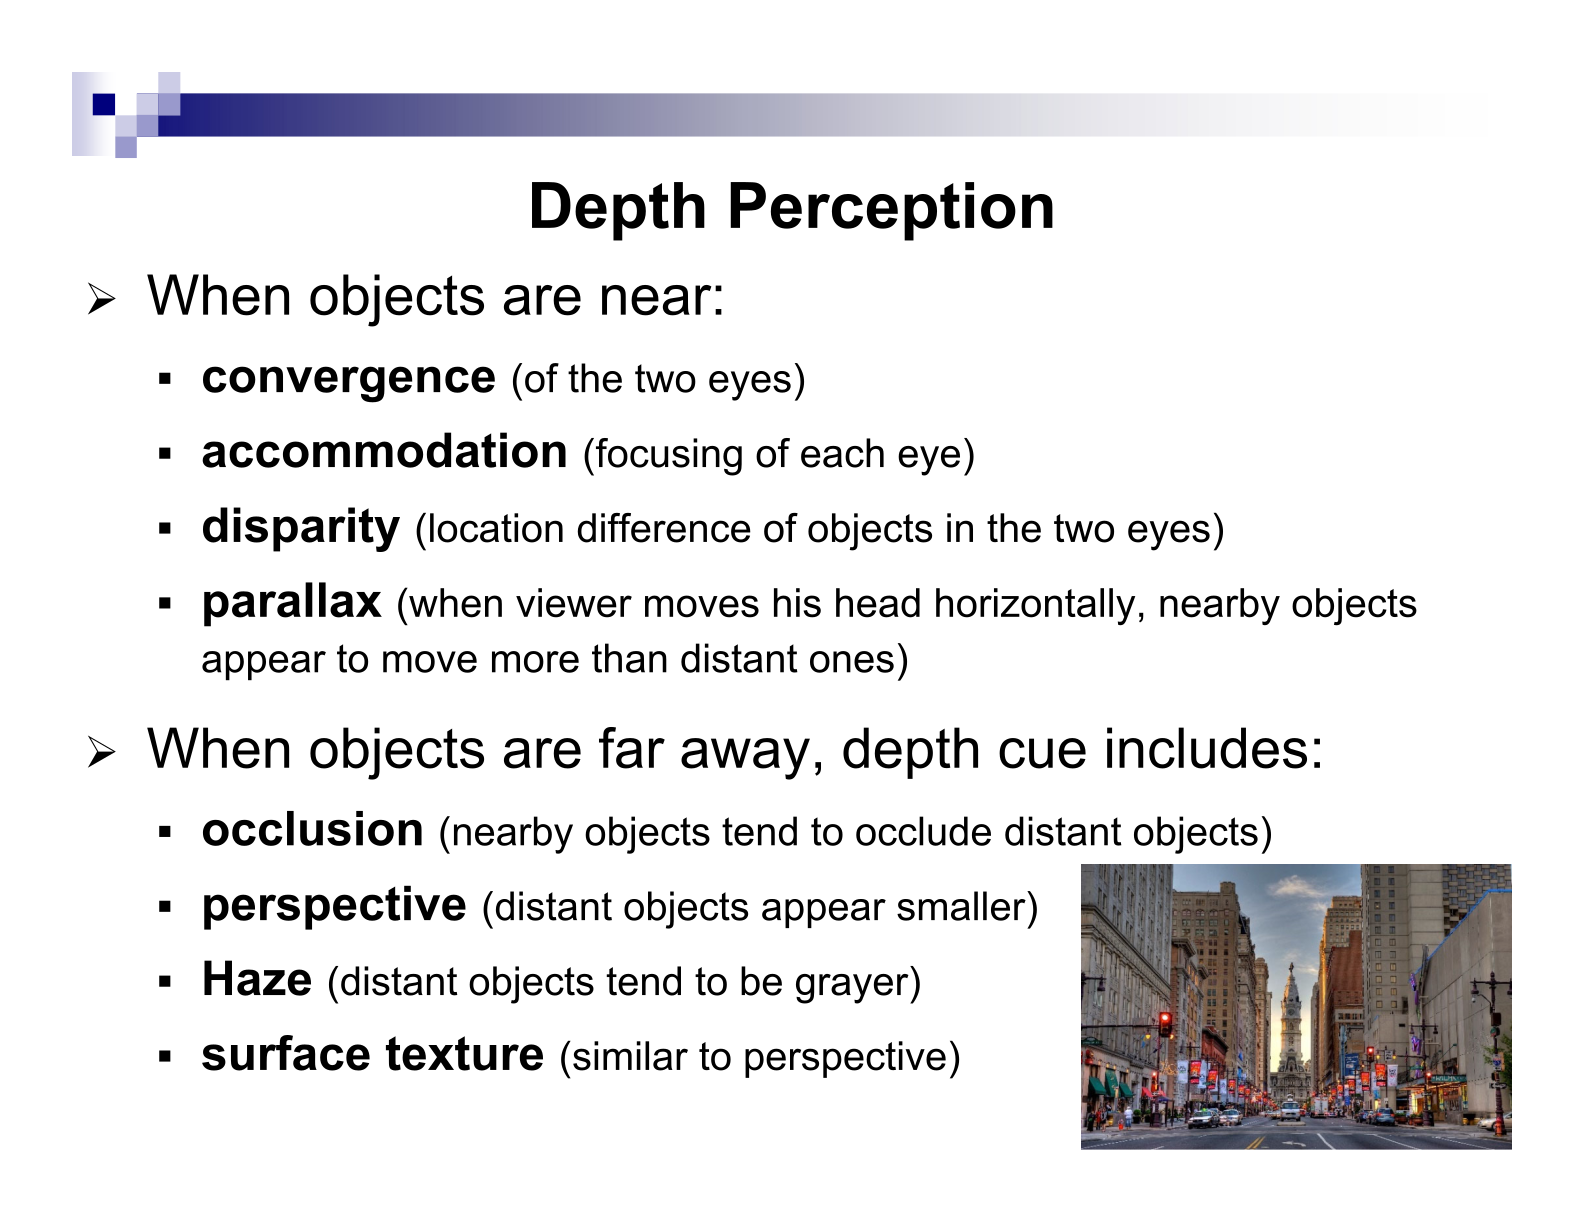 Depth Perception
➢ When objects are near:
▪ convergence (of the two eyes)
▪ accommodation (focusing of each eye)
▪ disparity (location difference of objects in the two eyes)
▪ parallax (when viewer moves his head horizontally, nearby objects
appear to move more than distant ones)
➢ When objects are far away, depth cue includes:
▪ occlusion (nearby objects tend to occlude distant objects)
▪ perspective (distant objects appear smaller)
▪ Haze (distant objects tend to be grayer)
▪ surface texture (similar to perspective)